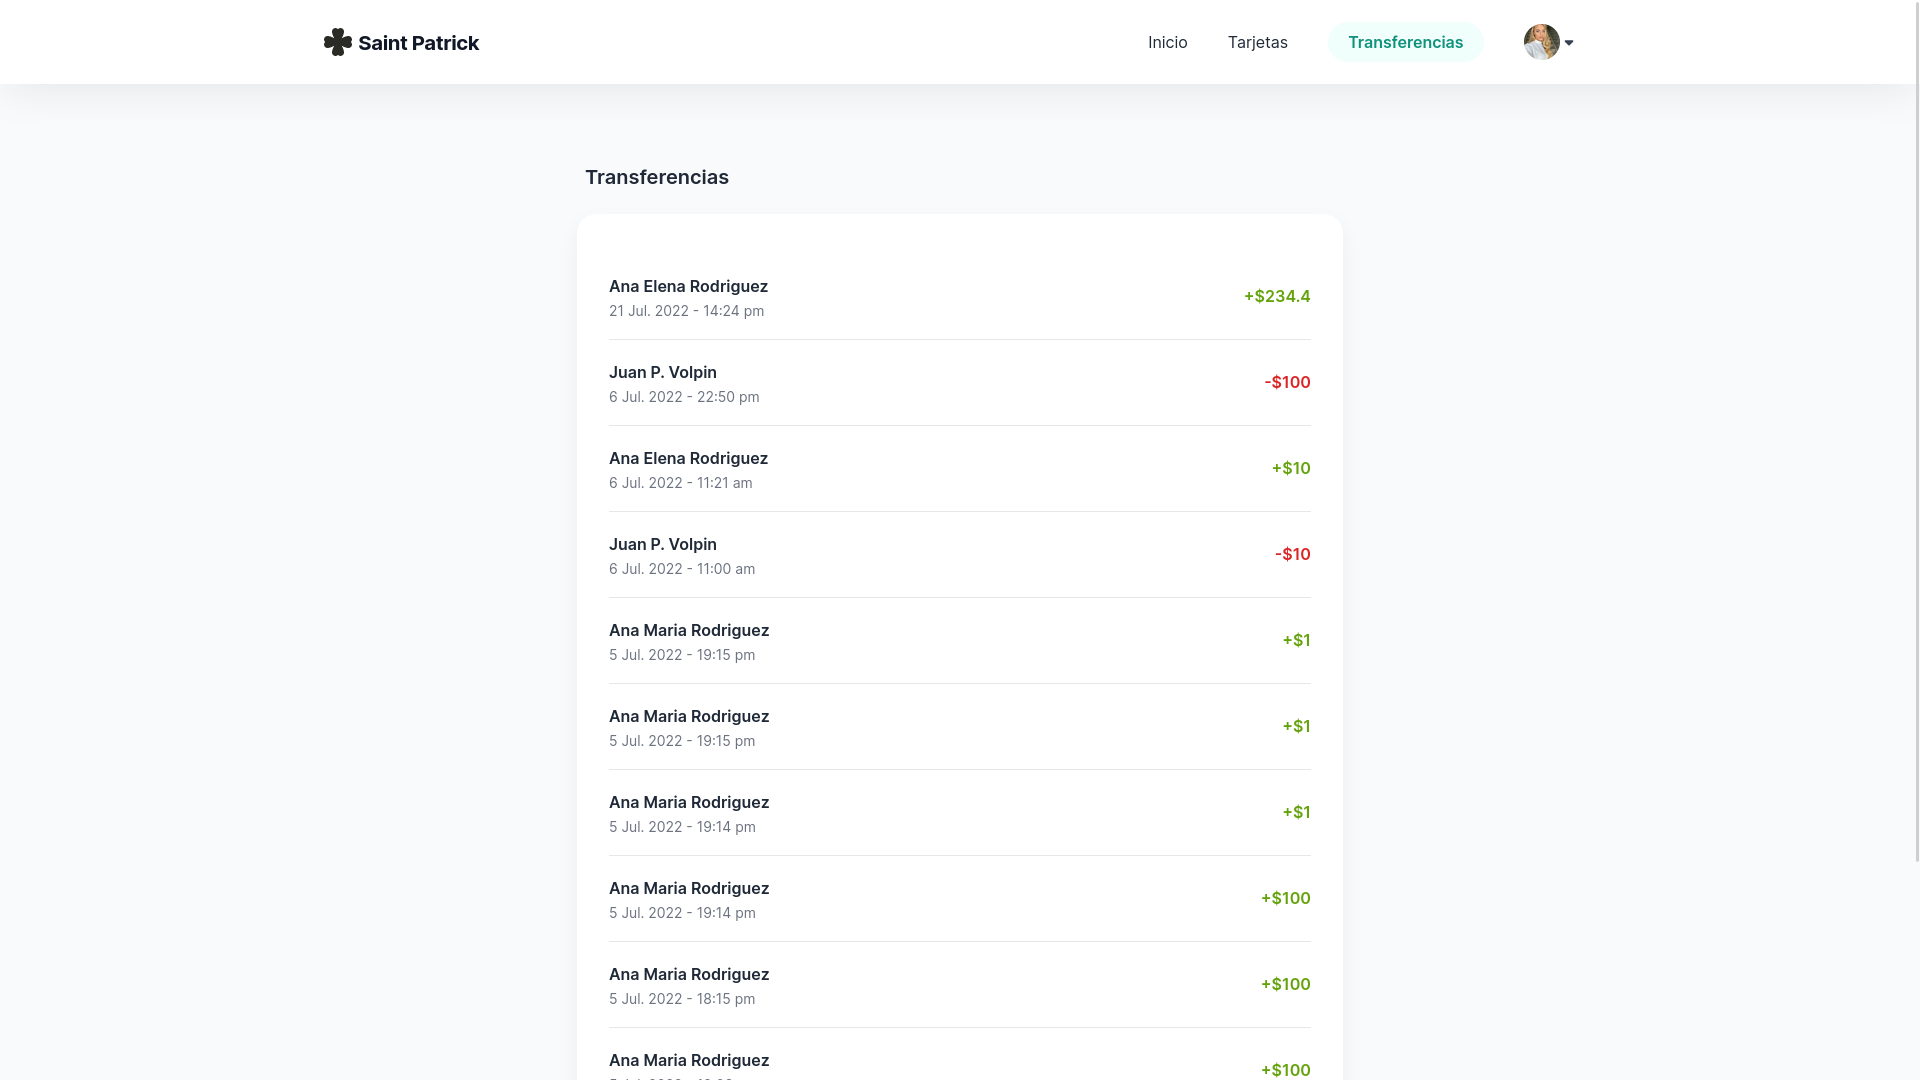 Saint Patrick
Inicio
Tarjetas
Transferencias
Transferencias
Ana Elena Rodriguez
21 Jul. 2022 - 14:24 pm
+$234.4
Juan P. Volpin
6 Jul. 2022 - 22:50 pm
-$100
Ana Elena Rodriguez
6 Jul. 2022 - 11:21 am
+$10
Juan P. Volpin
6 Jul. 2022 - 11:00 am
-$10
Ana Maria Rodriguez
5 Jul. 2022 - 19:15 pm
+$1
Ana Maria Rodriguez
5 Jul. 2022 - 19:15 pm
+$1
Ana Maria Rodriguez
5 Jul. 2022 - 19:14 pm
+$1
Ana Maria Rodriguez
5 Jul. 2022 - 19:14 pm
+$100
Ana Maria Rodriguez
5 Jul. 2022 - 18:15 pm
+$100
Ana Maria Rodriguez
+$100